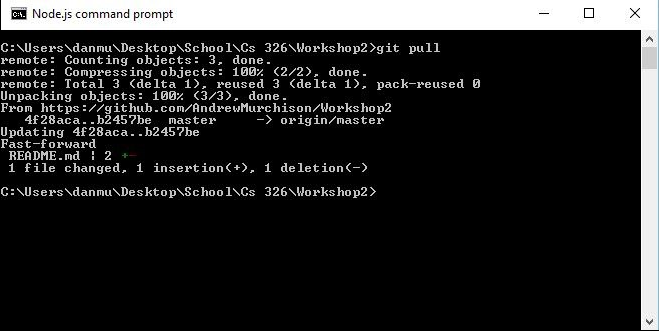 Node.js command prompt
C:\Users\danmu\Desktop\School\Cs 326\Workshop2>git pull
remote: Counting objects: 3, done.
remote: Compressing objects: 100% (2/2), done.
remote: Total 3 (delta 1), reused 3 (delta 1), pack-reused 0
Unpacking objects: 100% (3/3), done.
From https://github.com/AndrewMurchison/Workshop2
   4f28aca..b2457be  master     -> origin/master
Updating 4f28aca..b2457be
Fast-forward
 README.md | 2 +-
 1 file changed, 1 insertion(+), 1 deletion(-)
C:\Users\danmu\Desktop\School\Cs 326\Workshop2>